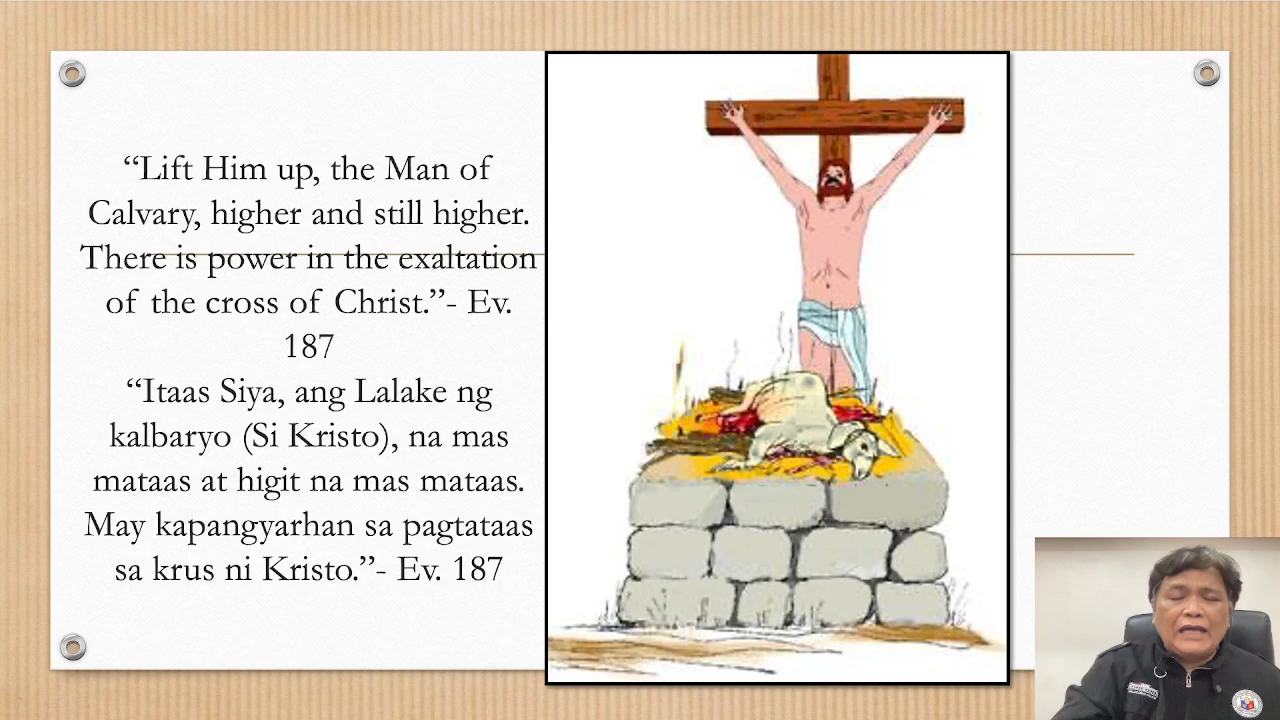 “Lift Him up, the Man of
Calvary, higher and still higher.
There is power in the exaltation
of the cross of Christ.”- Ev.
187
“Itaas Siya, ang Lalake ng
kalbaryo (Si Kristo), na mas
mataas at higit na mas mataas.
May kapangyarhan sa pagtataas
sa krus ni Kristo.”- Ev. 187